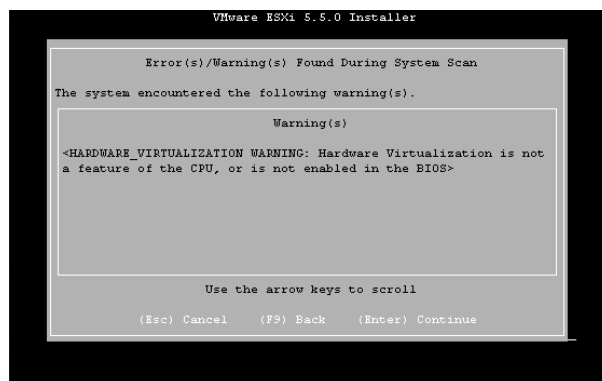 VMware ESXi 5.5.0 Installer
Error(s)/Warning(s) Found During System Scan
The system encountered the following warning(s).
Warning(s)
<HARDWARE_VIRTUALIZATION WARNING: Hardware Virtualization is not
a feature of the CPU, or is not enabled in the BIOS>
Use the arrow keys to scroll
(Esc) Cancel (F9) Back (Enter) Continue